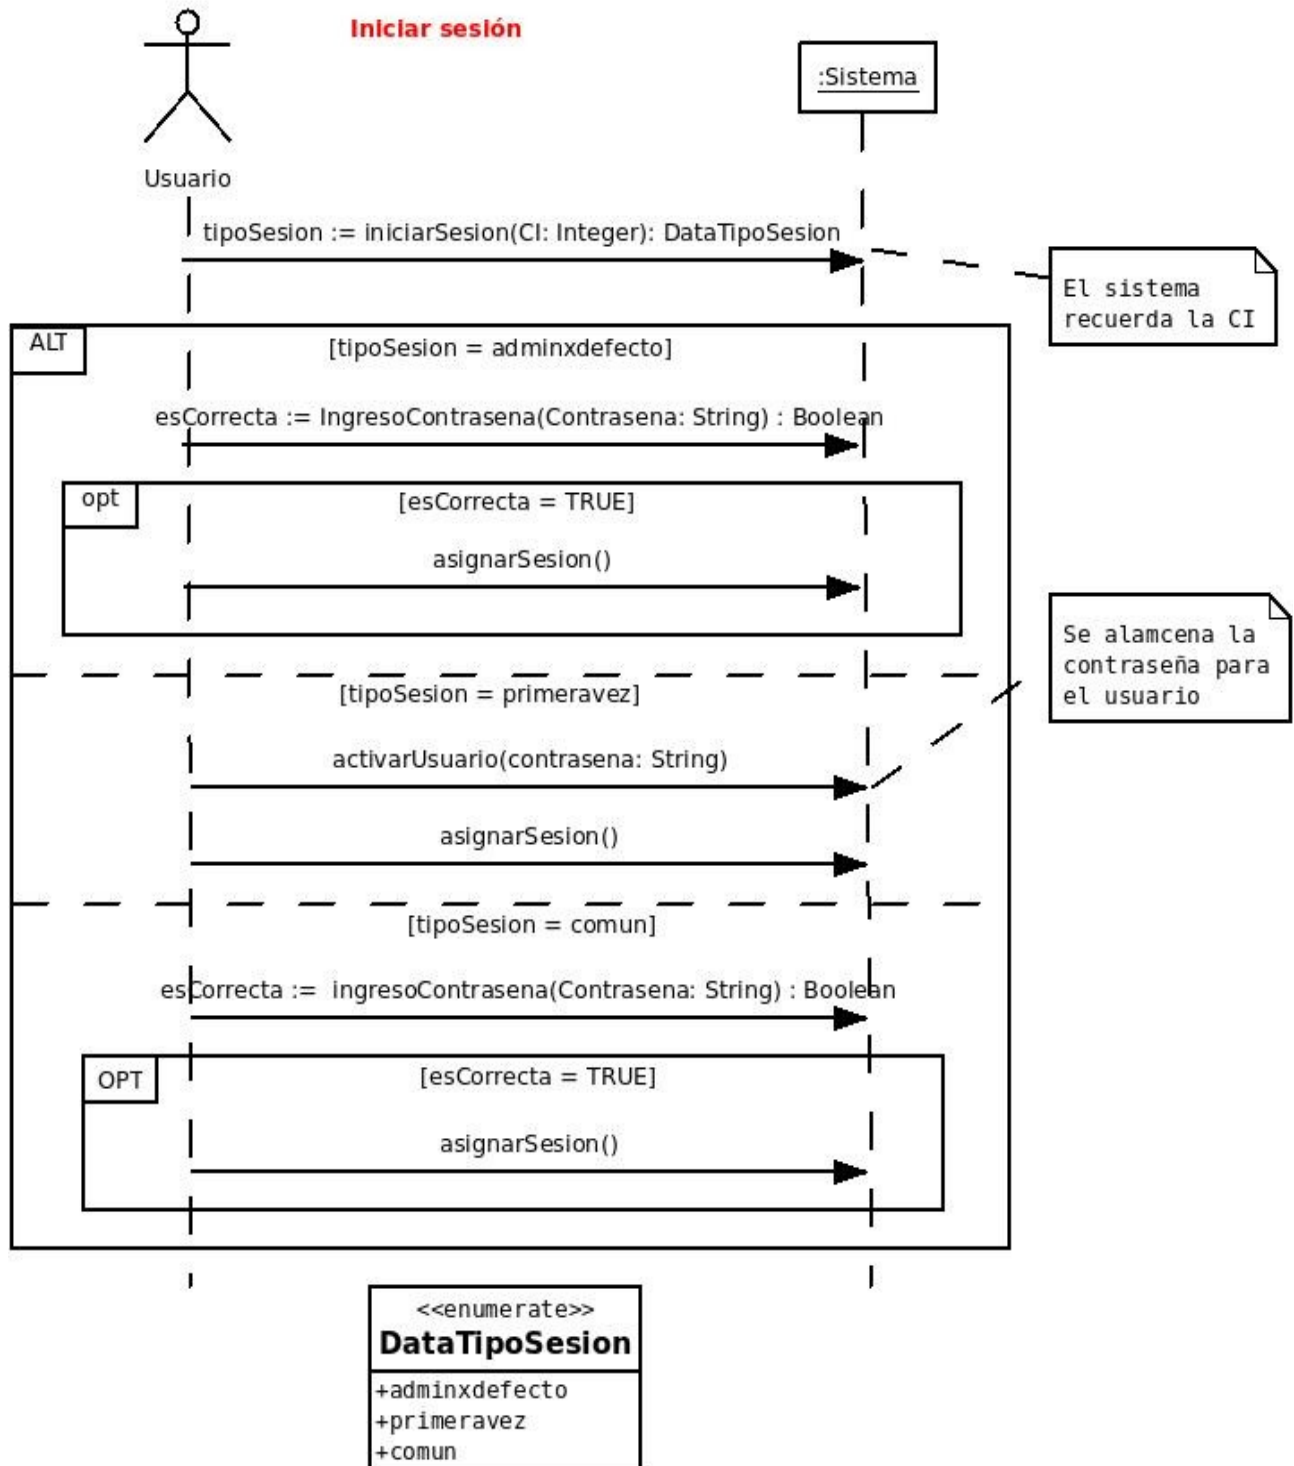 Iniciar sesión
:Sistema
Usuario
tipoSesion := iniciarSesion(CI: Integer): DataTipoSesion
El sistema
recuerda la CI
ALT
[tipoSesion = adminxdefecto]
esCorrecta := IngresoContrasena(Contrasena: String) : Boolean
opt
[esCorrecta = TRUE]
asignarSesion()
Se alamcena la
contraseña para
el usuario
[tipoSesion = primeravez]
activarUsuario(contrasena: String)
asignarSesion()
[tipoSesion = comun]
esCorrecta := ingresoContrasena(Contrasena: String) : Boolean
OPT
[esCorrecta = TRUE]
asignarSesion()
<<enumerate>>
DataTipoSesion
+adminxdefecto
+primeravez
+comun